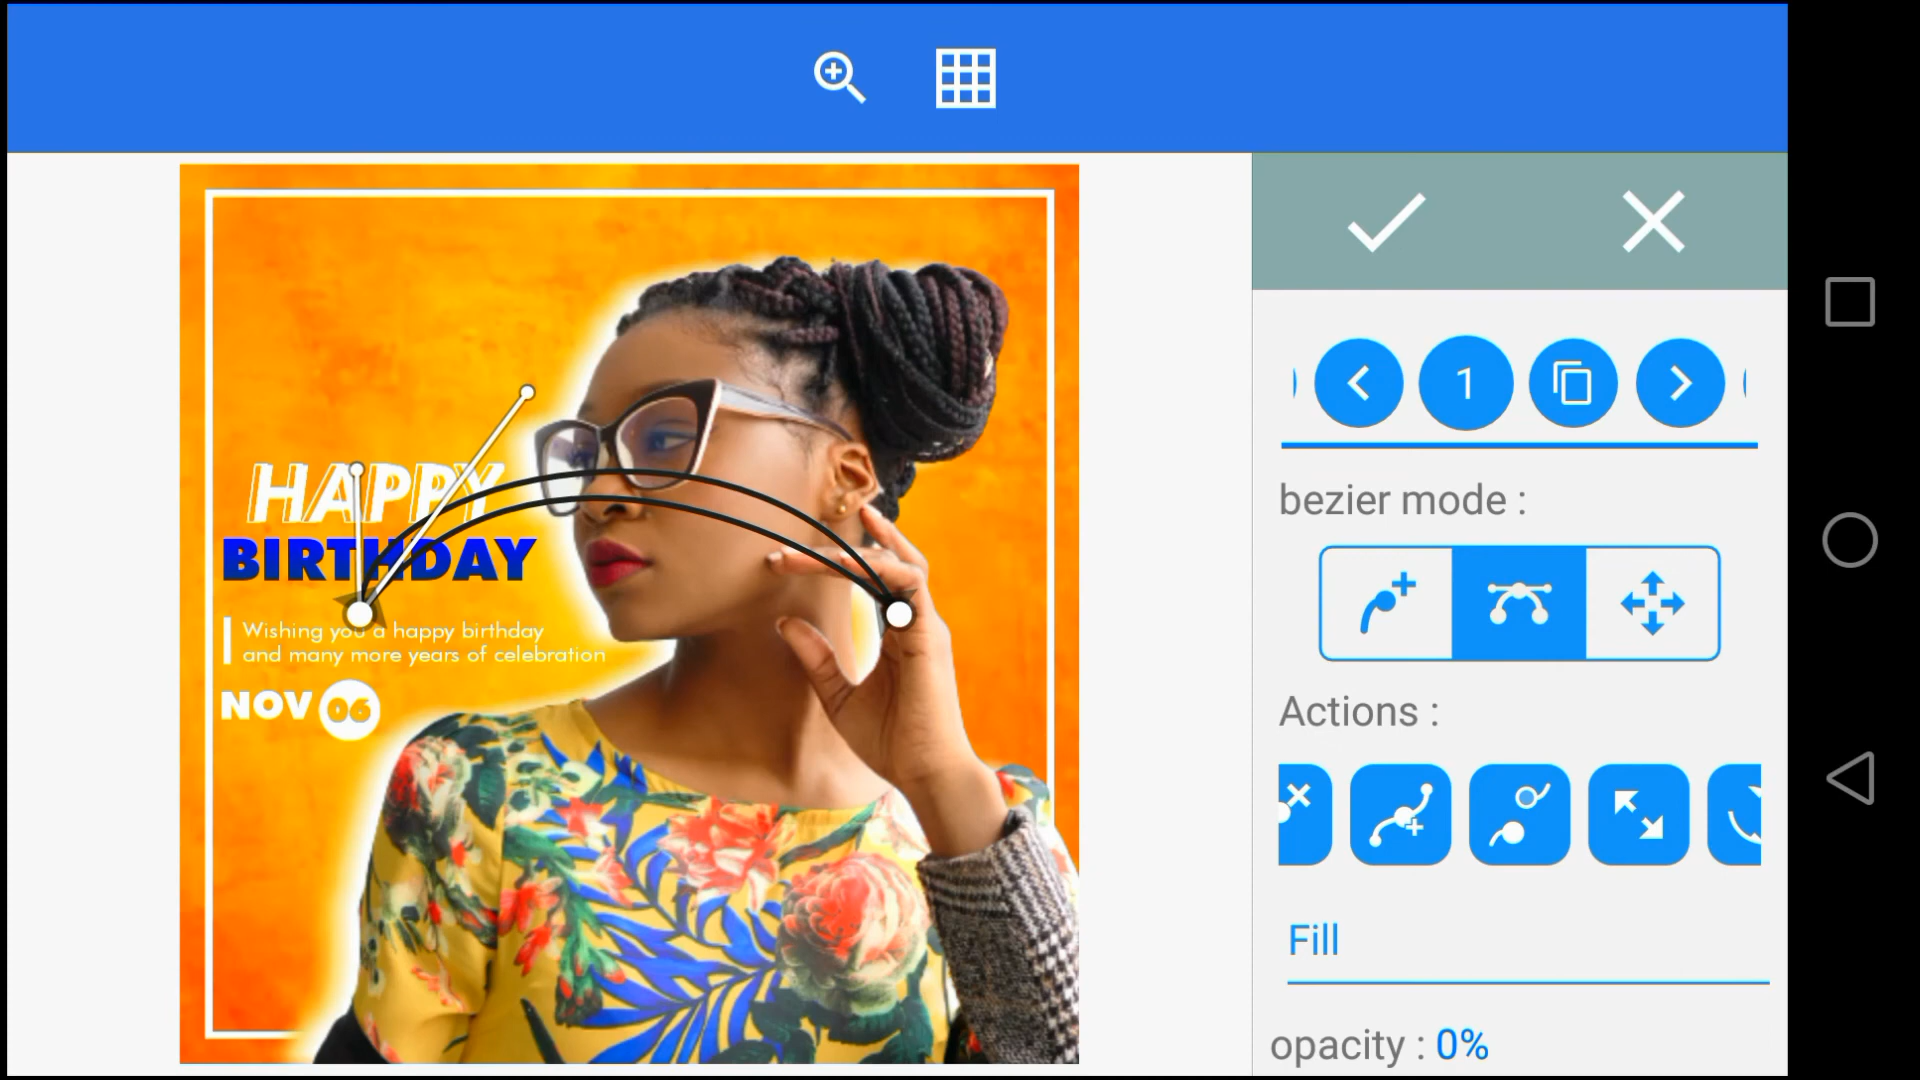 1
bezier mode :
HAPPY
BIRTHDAY
Wishing you a happy birthday
and many more years of celebration
NOV 06
Actions :
Fill
opacity : 0%